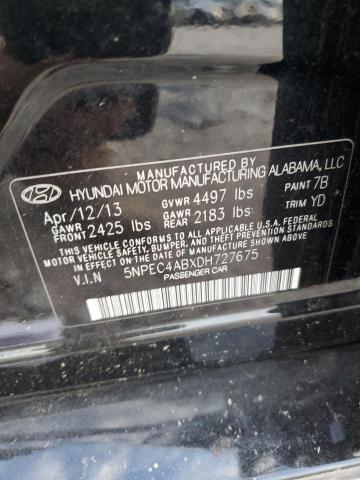 MANUFACTURED BY
HYUNDAI MOTOR MANUFACTURING ALABAMA, LLC
Apr/12/13 GVWR 4497 lbs PAINT 7B
GAWR FRONT 2425 lbs GAWR REAR 2183 lbs. TRIM YD
THIS VEHICLE CONFORMS TO ALL APPLICABLE U.S. FEDERAL MOTOR
VEHICLE SAFETY, BUMPER, AND THEFT PREVENTION STANDARDS
IN EFFECT ON THE DATE OF MANUFACTURE SHOWN ABOVE.
V.I.N 5NPEC4ABXDH727675
PASSENGER CAR